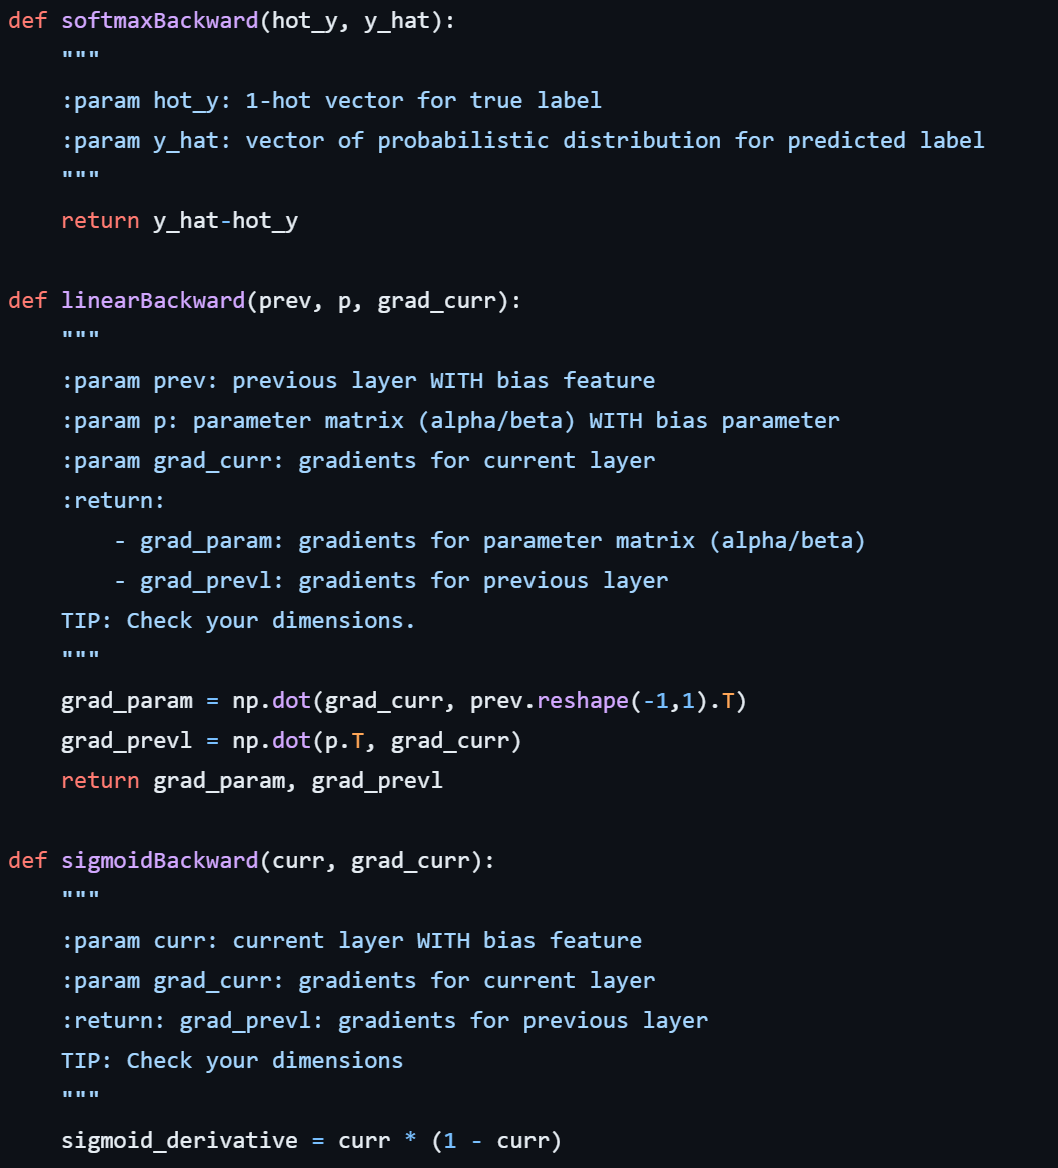 def softmaxBackward(hot_y, y_hat):
    """
    :param hot_y: 1-hot vector for true label
    :param y_hat: vector of probabilistic distribution for predicted label
    """
    return y_hat-hot_y

def linearBackward(prev, p, grad_curr):
    """
    :param prev: previous layer WITH bias feature
    :param p: parameter matrix (alpha/beta) WITH bias parameter
    :param grad_curr: gradients for current layer
    :return:
        - grad_param: gradients for parameter matrix (alpha/beta)
        - grad_prevl: gradients for previous layer
    TIP: Check your dimensions.
    """
    grad_param = np.dot(grad_curr, prev.reshape(-1,1).T)
    grad_prevl = np.dot(p.T, grad_curr)
    return grad_param, grad_prevl

def sigmoidBackward(curr, grad_curr):
    """
    :param curr: current layer WITH bias feature
    :param grad_curr: gradients for current layer
    :return: grad_prevl: gradients for previous layer
    TIP: Check your dimensions
    """
    sigmoid_derivative = curr * (1 - curr)